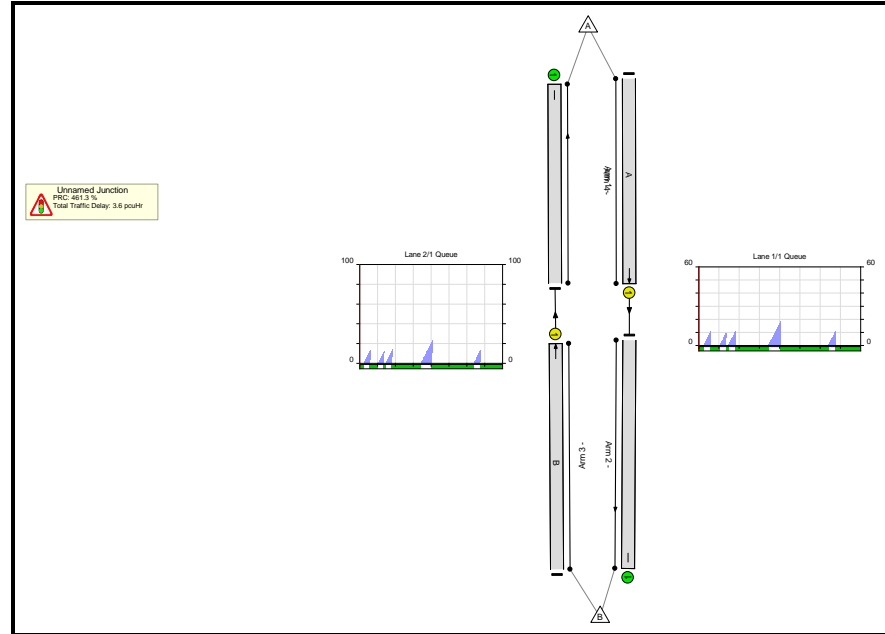 A
Unnamed Junction
PRC: 461.3 %
Total Traffic Delay: 3.6 pcuHr
A
Lane 2/1 Queue
100
100
0
0
Lane 1/1 Queue
60
60
0
0
B
Arm 3 -
Arm 2 -
B